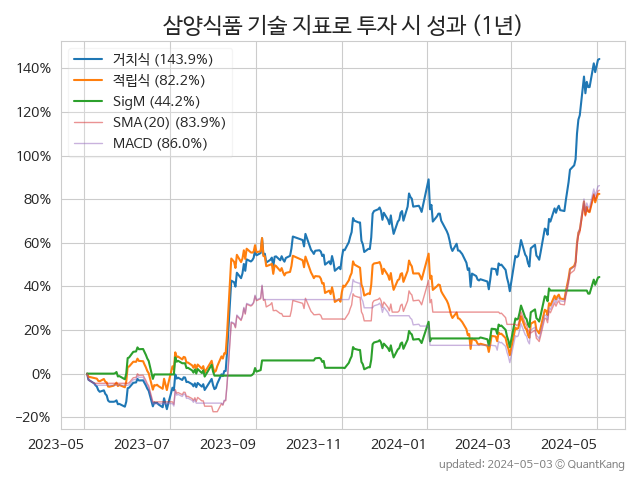 삼양식품 기술 지표로 투자 시 성과 (1년)
거치식 (143.9%)
적립식 (82.2%)
SigM (44.2%)
SMA(20) (83.9%)
MACD (86.0%)
140%
120%
100%
80%
60%
40%
20%
0%
−20%
2023-05 2023-07 2023-09 2023-11 2024-01 2024-03 2024-05
updated: 2024-05-03 © QuantKang